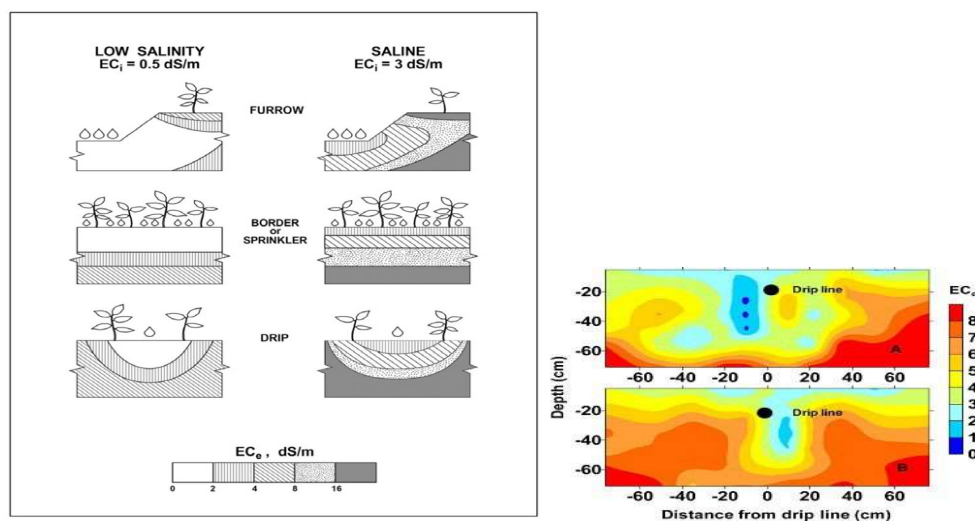 LOW SALINITY
ECi = 0.5 dS/m
SALINE
ECi = 3 dS/m
FURROW
BORDER
or
SPRINKLER
DRIP
ECe , dS/m
0 2 4 8 16
-20
-40
-60
Drip line
A
-60 -40 -20 0 20 40 60
-20
-40
-60
Drip line
B
-60 -40 -20 0 20 40 60
Depth (cm)
Distance from drip line (cm)
8
7
6
5
4
3
2
1
0